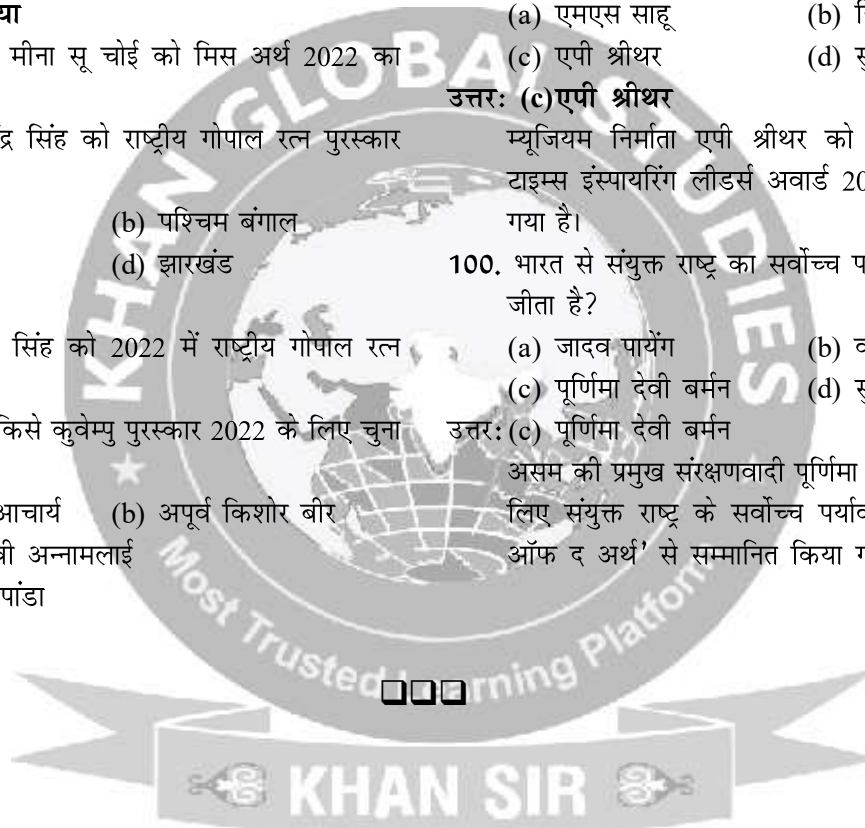 या
मीना सू चोई को मिस अर्थ 2022 का
द्र सिंह को राष्ट्रीय गोपाल रत्न पुरस्कार
(b) पश्चिम बंगाल
(d) झारखंड
सिंह को 2022 में राष्ट्रीय गोपाल रत्न
किसे कुवेम्पु पुरस्कार 2022 के लिए चुना
आचार्य (b) अपूर्व किशोर बीर
अन्नामलाई
पांडा
(a) एमएस साहू (b)
(c) एपी श्रीथर (d)
उत्तरः (c)एपी श्रीथर
म्यूजियम निर्माता एपी श्रीथर को
टाइम्स इंस्पायरिंग लीडर्स अवार्ड 20
गया है।
100. भारत से संयुक्त राष्ट्र का सर्वोच्च प
जीता है?
(a) जादव पायेंग (b)
(c) पूर्णिमा देवी बर्मन (d)
उत्तरः (c) पूर्णिमा देवी बर्मन
असम की प्रमुख संरक्षणवादी पूर्णिमा
लिए संयुक्त राष्ट्र के सर्वोच्च पर्याव
ऑफ द अर्थ' से सम्मानित किया ग
KHAN GLOBAL STUDIES
Most Trusted Learning Platform
KHAN SIR